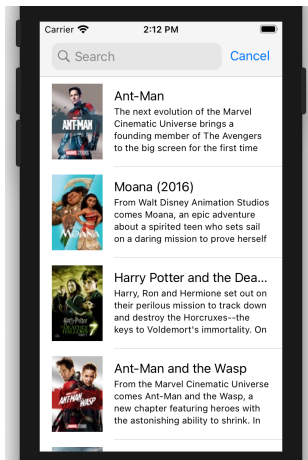 Carrier 2:12 PM
Search Cancel
Ant-Man
The next evolution of the Marvel
Cinematic Universe brings a
founding member of The Avengers
to the big screen for the first time
ANT-MAN
Moana (2016)
From Walt Disney Animation Studios
comes Moana, an epic adventure
about a spirited teen who sets sail
on a daring mission to prove herself
MOANA
Harry Potter and the Dea...
Harry, Ron and Hermione set out on
their perilous mission to track down
and destroy the Horcruxes--the
keys to Voldemort's immortality. On
7
Ant-Man and the Wasp
From the Marvel Cinematic Universe
comes Ant-Man and the Wasp, a
new chapter featuring heroes with
the astonishing ability to shrink. In